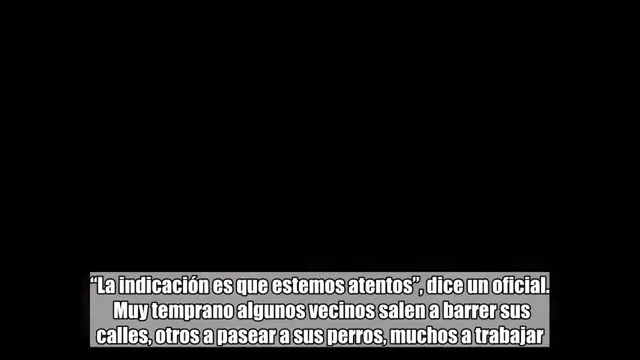 “La indicación es que estemos atentos”, dice un oficial.
Muy temprano algunos vecinos salen a barrer sus
calles, otros a pasear a sus perros, muchos a trabajar